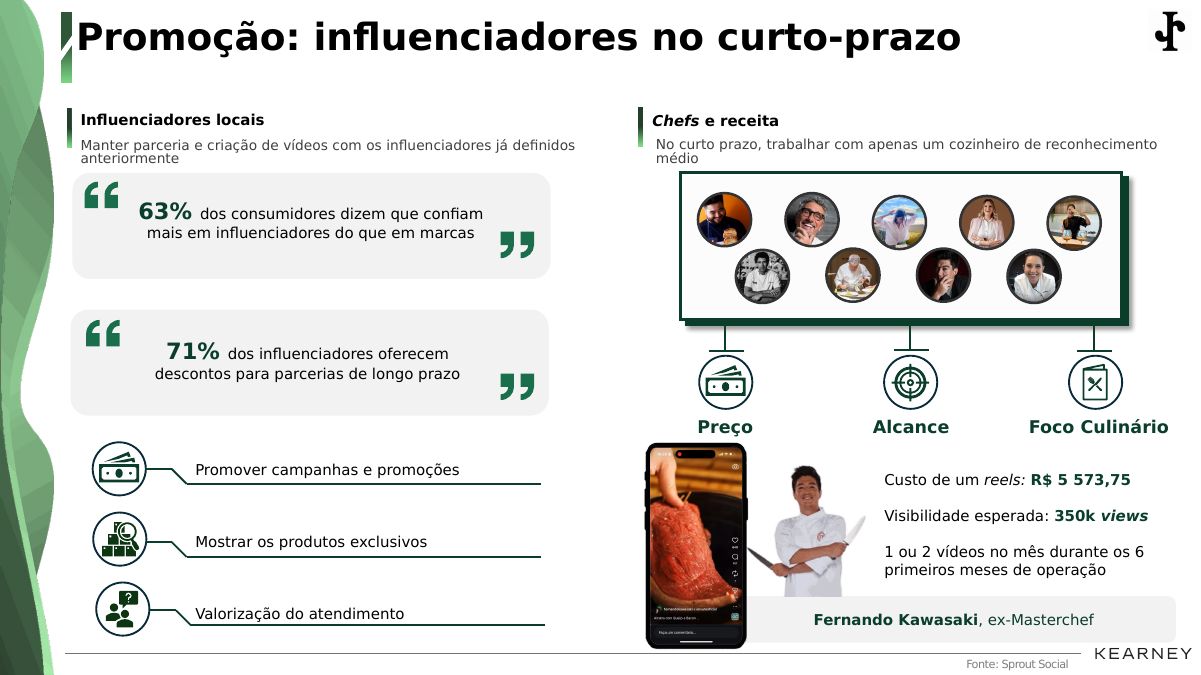 Promoção: influenciadores no curto-prazo
Influenciadores locais
Manter parceria e criação de vídeos com os influenciadores já definidos
anteriormente
63% dos consumidores dizem que confiam
mais em influenciadores do que em marcas
71% dos influenciadores oferecem
descontos para parcerias de longo prazo
Promover campanhas e promoções
Mostrar os produtos exclusivos
Valorização do atendimento
Chefs e receita
No curto prazo, trabalhar com apenas um cozinheiro de reconhecimento
médio
Preço
Alcance
Foco Culinário
Custo de um reels: R$ 5 573,75
Visibilidade esperada: 350k views
1 ou 2 vídeos no mês durante os 6
primeiros meses de operação
Fernando Kawasaki, ex-Masterchef
Fonte: Sprout Social
KEARNEY